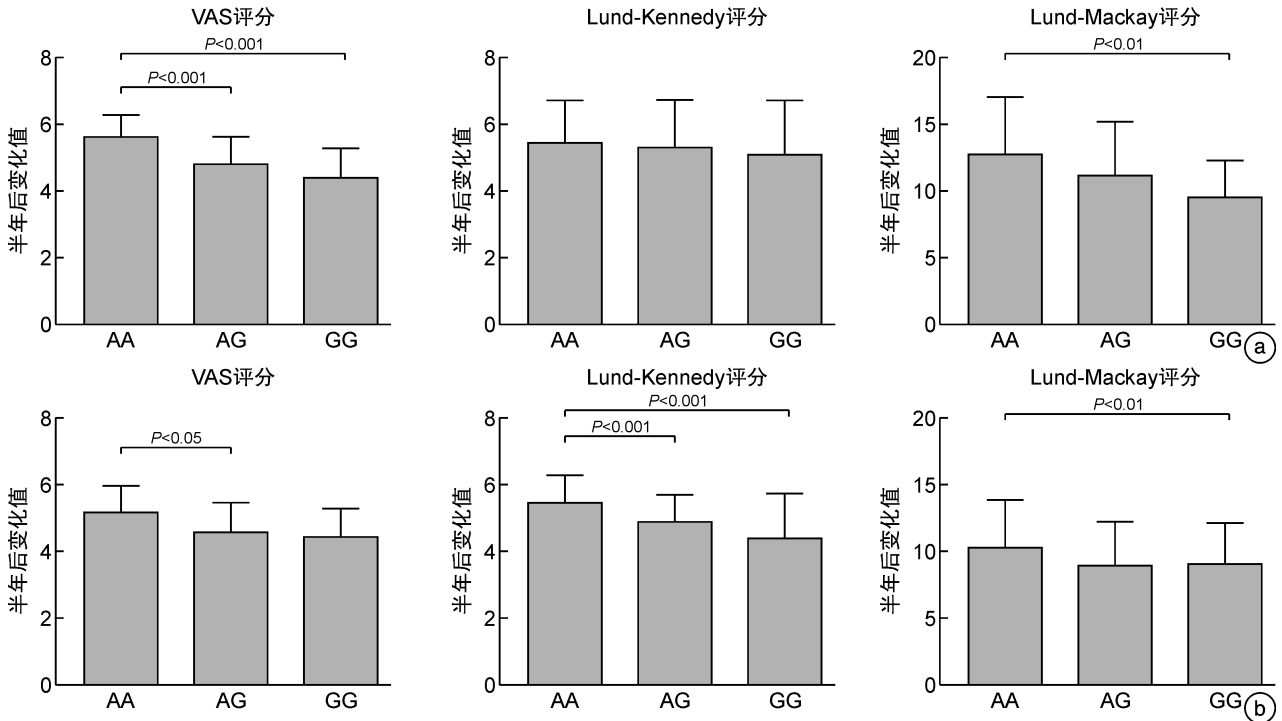 VAS评分
P<0.001
P<0.001
半年后变化值
8
6
4
2
0
AA
AG
GG
Lund-Kennedy评分
半年后变化值
8
6
4
2
0
AA
AG
GG
Lund-Mackay评分
P<0.01
半年后变化值
20
15
10
5
0
AA
AG
GG
a
VAS评分
P<0.05
半年后变化值
8
6
4
2
0
AA
AG
GG
Lund-Kennedy评分
P<0.001
P<0.001
半年后变化值
8
6
4
2
0
AA
AG
GG
Lund-Mackay评分
P<0.01
半年后变化值
20
15
10
5
0
AA
AG
GG
b